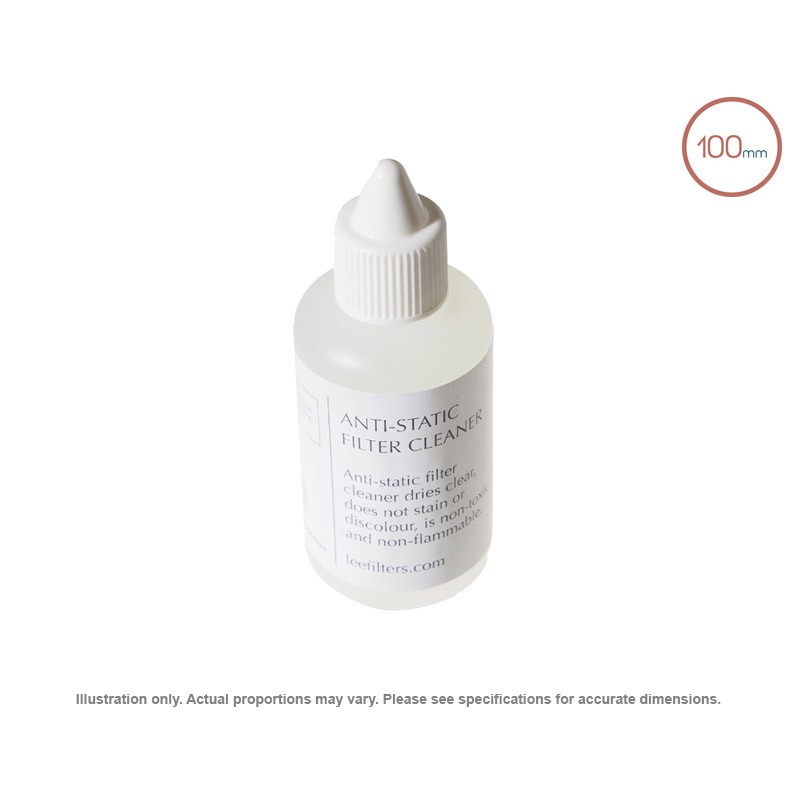 100mm
ANTI-STATIC
FILTER CLEANER
Anti-static filter
cleaner dries clear,
does not stain or
discolour, is non-toxic
and non-flammable.
leefilters.com
Illustration only. Actual proportions may vary. Please see specifications for accurate dimensions.